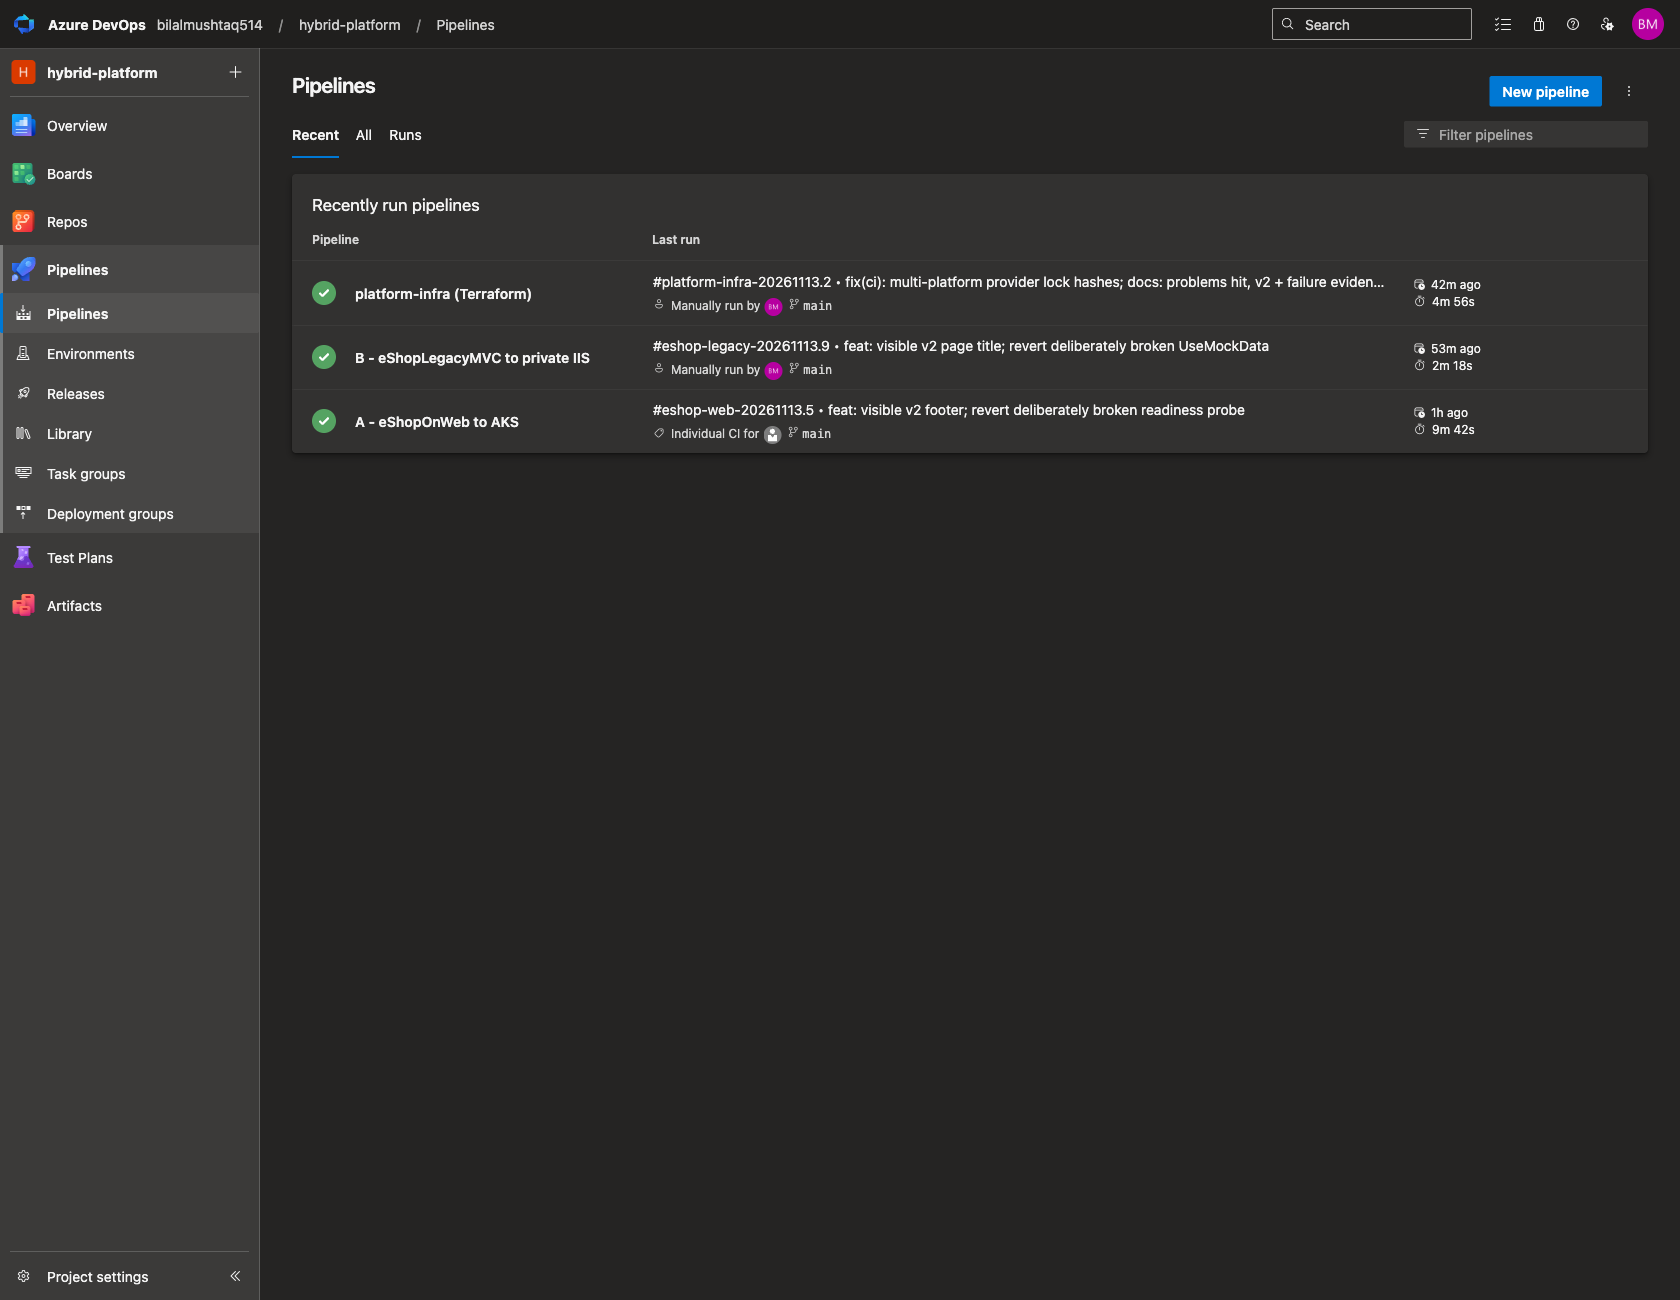 Azure DevOps bilalmushtaq514 / hybrid-platform / Pipelines
Search
BM
H hybrid-platform
Overview
Boards
Repos
Pipelines
Pipelines
Environments
Releases
Library
Task groups
Deployment groups
Test Plans
Artifacts
Project settings
Pipelines
New pipeline
Recent All Runs
Filter pipelines
Recently run pipelines
Pipeline Last run
platform-infra (Terraform)
#platform-infra-20261113.2 • fix(ci): multi-platform provider lock hashes; docs: problems hit, v2 + failure eviden...
Manually run by BM main
42m ago
4m 56s
B - eShopLegacyMVC to private IIS
#eshop-legacy-20261113.9 • feat: visible v2 page title; revert deliberately broken UseMockData
Manually run by BM main
53m ago
2m 18s
A - eShopOnWeb to AKS
#eshop-web-20261113.5 • feat: visible v2 footer; revert deliberately broken readiness probe
Individual CI for main
1h ago
9m 42s